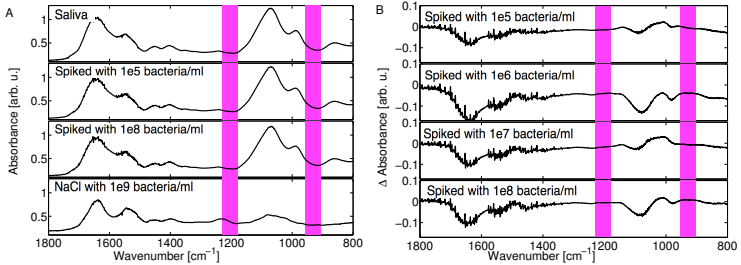 A
Saliva
1
0.5
Spiked with 1e5 bacteria/ml
1
0.5
Spiked with 1e8 bacteria/ml
1
0.5
NaCl with 1e9 bacteria/ml
1
0.5
1800 1600 1400 1200 1000 800
Wavenumber [cm⁻¹]
Absorbance [arb. u.]
B
0.1
Spiked with 1e5 bacteria/ml
0
−0.1
0.1
Spiked with 1e6 bacteria/ml
0
−0.1
0.1
Spiked with 1e7 bacteria/ml
0
−0.1
0.1
Spiked with 1e8 bacteria/ml
0
−0.1
1800 1600 1400 1200 1000 800
Wavenumber [cm⁻¹]
Δ Absorbance [arb. u.]